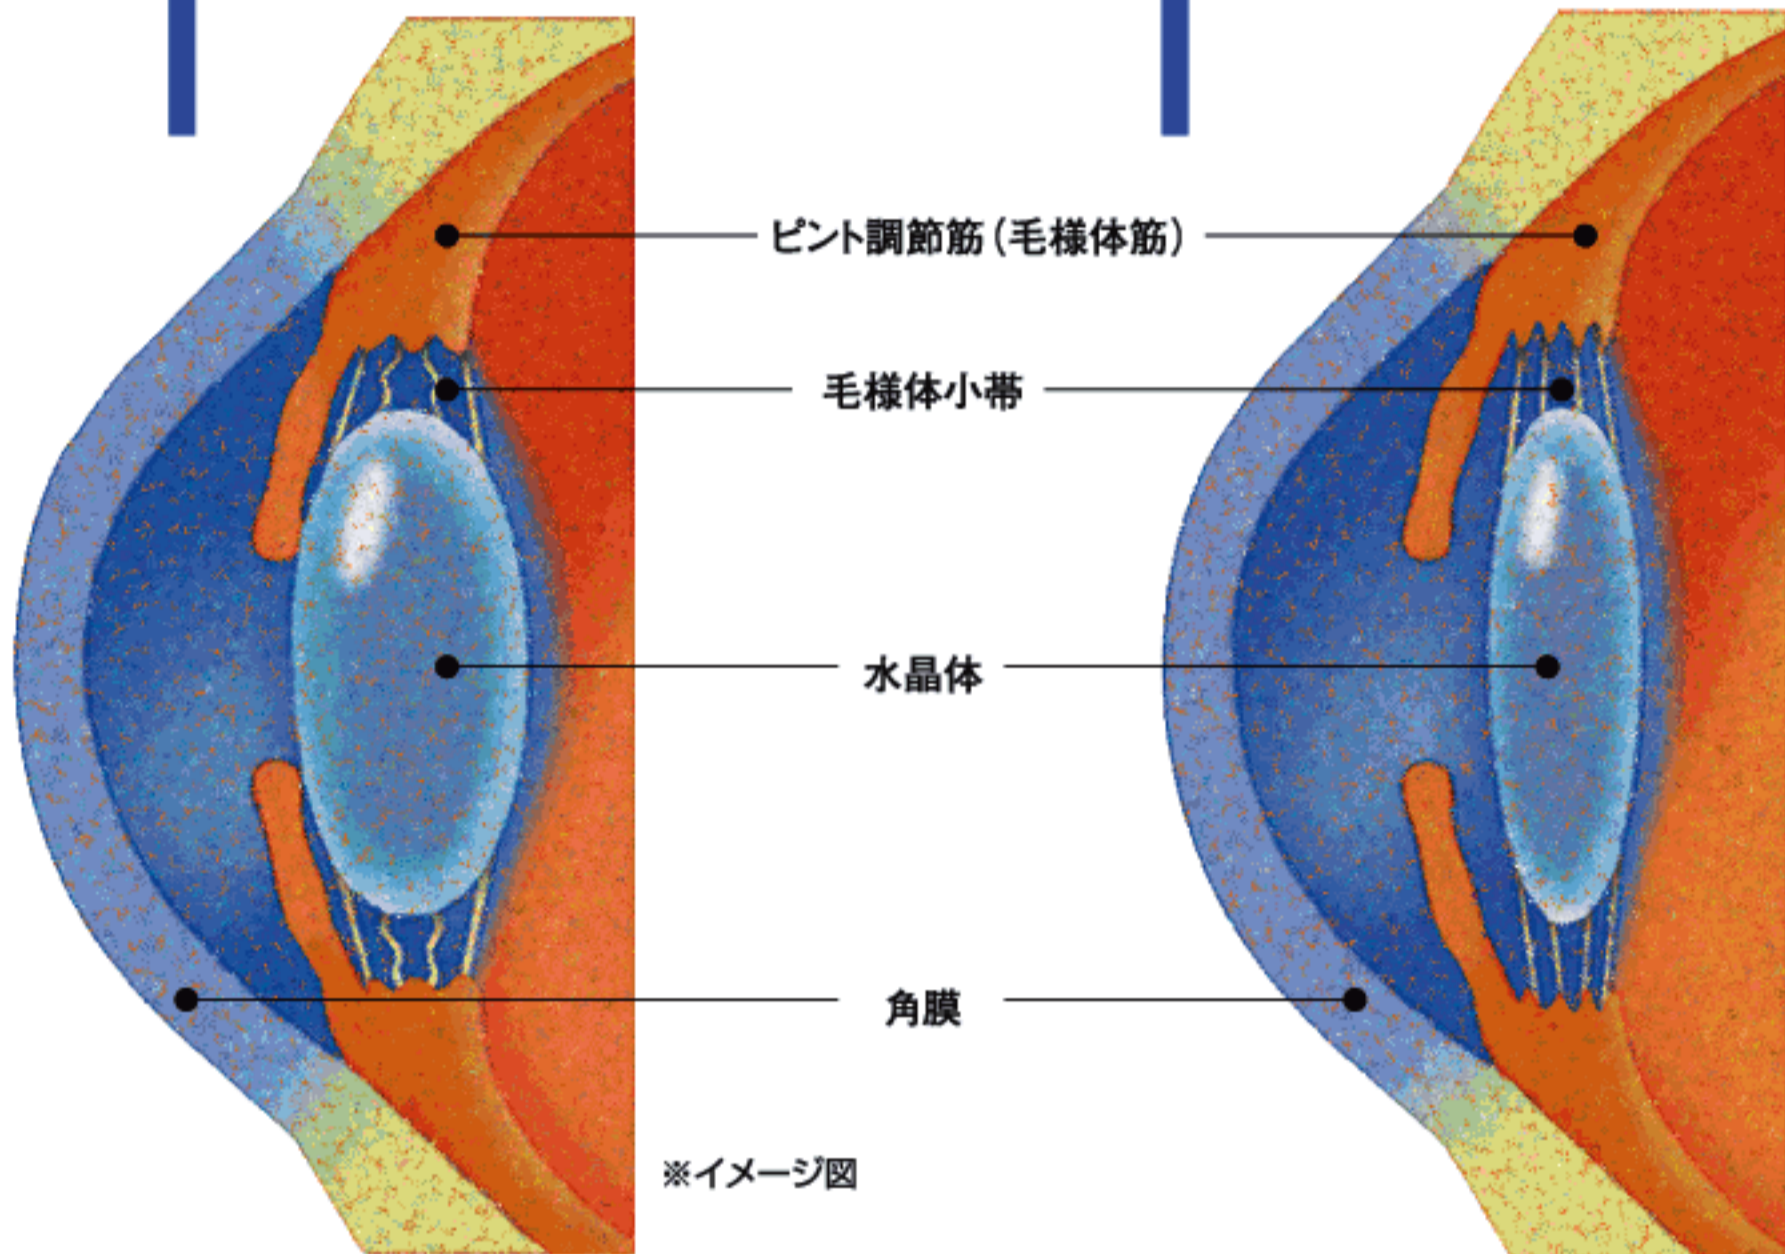 ピント調節筋（毛様体筋）
毛様体小帯
水晶体
角膜
※イメージ図